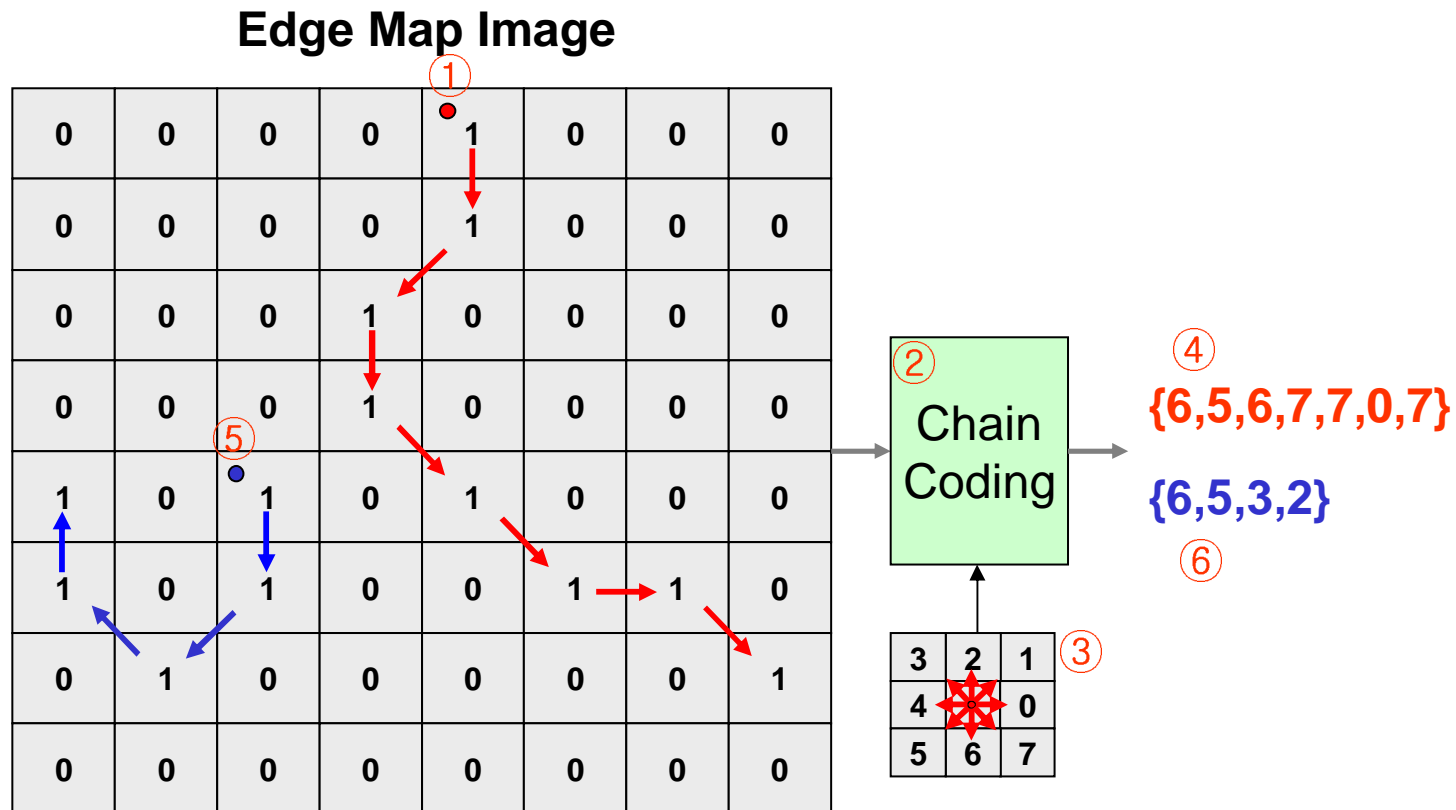 Edge Map Image
①
0 0 0 0 1 0 0 0
0 0 0 0 1 0 0 0
0 0 0 1 0 0 0 0
0 0 0 1 0 0 0 0
⑤
1 0 1 0 1 0 0 0
1 0 1 0 0 1 1 0
0 1 0 0 0 0 0 1
0 0 0 0 0 0 0 0
②
Chain
Coding
③
3 2 1
4 0
5 6 7
④
{6,5,6,7,7,0,7}
{6,5,3,2}
⑥